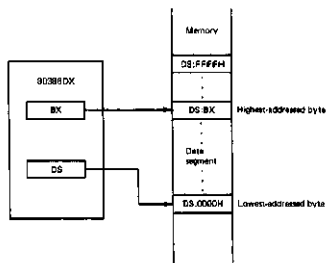 Memory
DS:FFFFH
80386DX
BX
DS:BX
Highest-addressed byte
Data
segment
DS
DS:0000H
Lowest-addressed byte